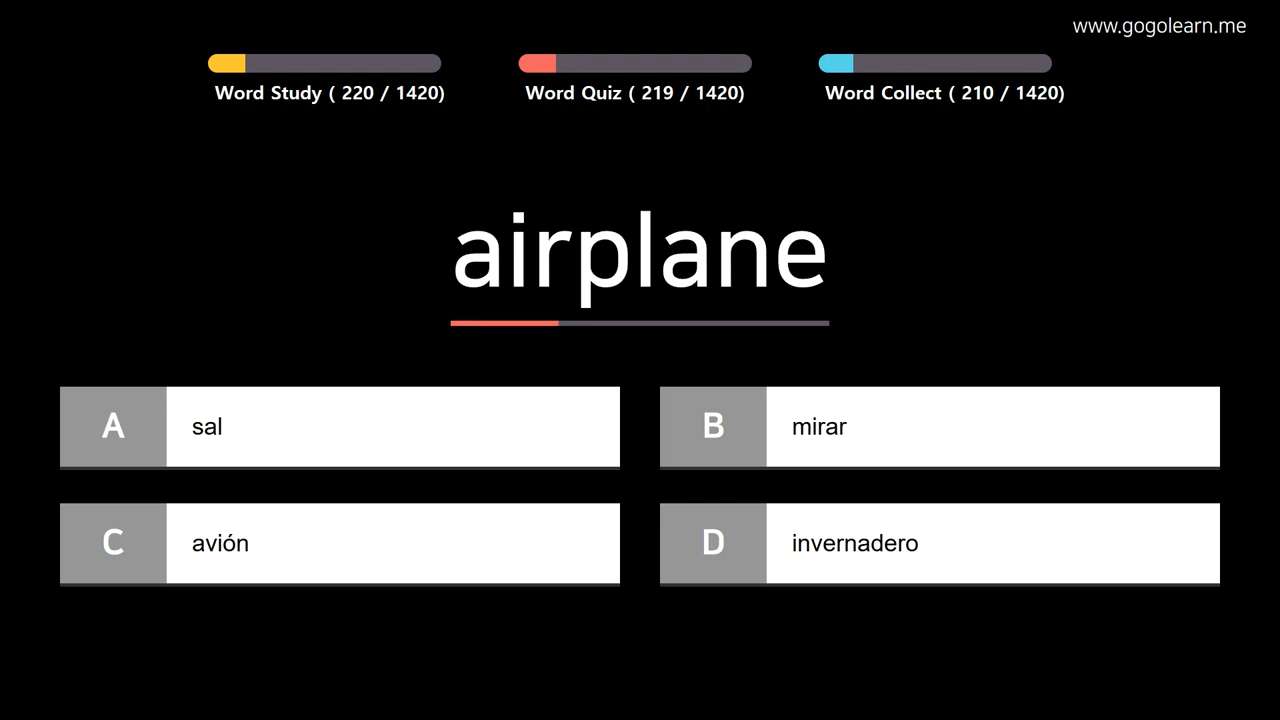 www.gogolearn.me
Word Study ( 220 / 1420)
Word Quiz ( 219 / 1420)
Word Collect ( 210 / 1420)
airplane
A sal
B mirar
C avión
D invernadero